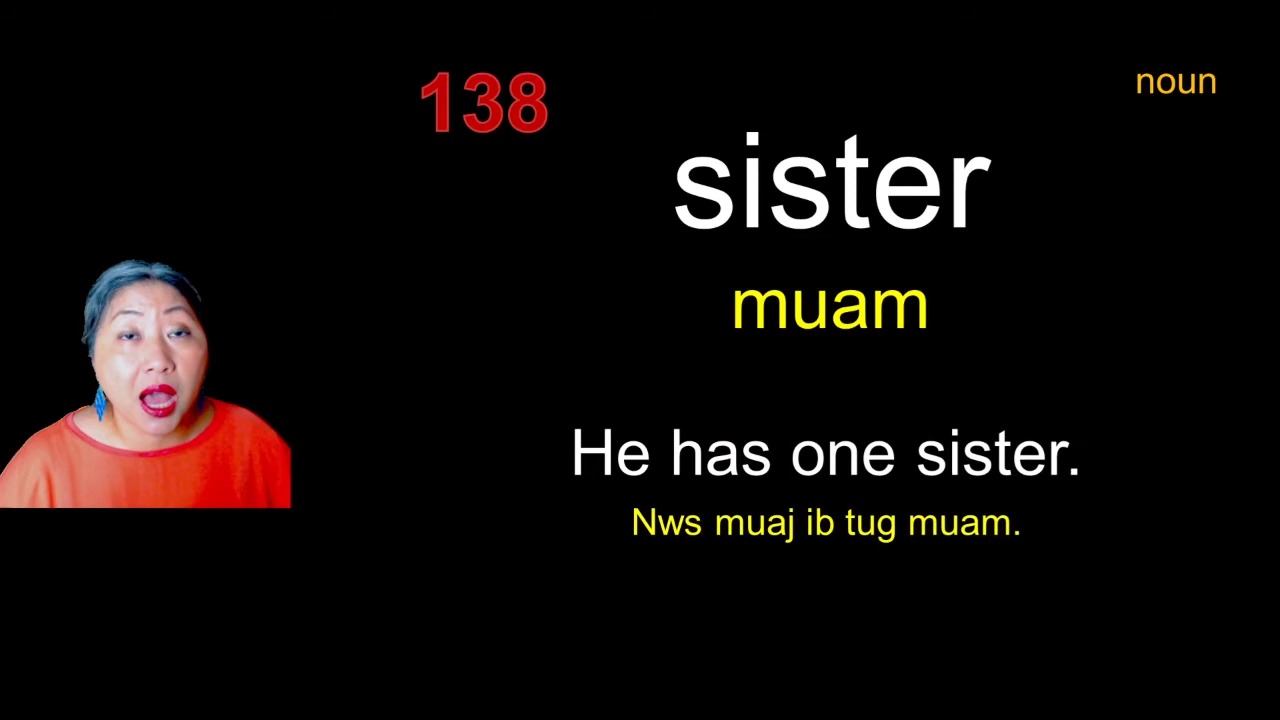 138
noun
sister
muam
He has one sister.
Nws muaj ib tug muam.